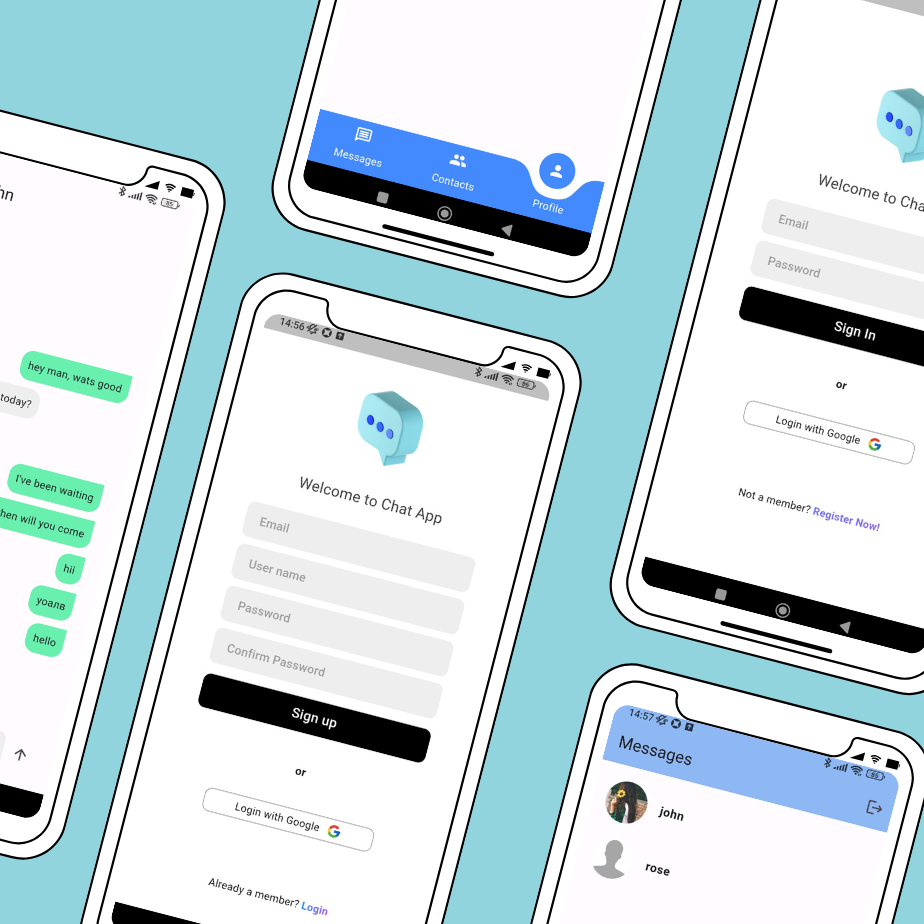 hn
85
hey man, wats good
today?
I've been waiting
hen will you come
hii
уоалв
hello
Messages
Contacts
Profile
14:56
85
Welcome to Chat App
Email
User name
Password
Confirm Password
Sign up
or
Login with Google
Already a member? Login
Welcome to Cha
Email
Password
Sign In
or
Login with Google
Not a member? Register Now!
14:57
85
Messages
john
rose